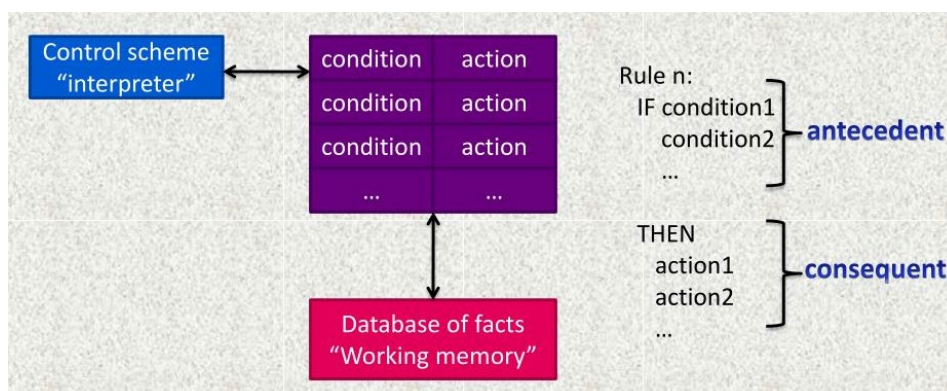 Control scheme
“interpreter”
condition action
condition action
condition action
... ...
Database of facts
“Working memory”
Rule n:
IF condition1
condition2
...
antecedent
THEN
action1
action2
...
consequent